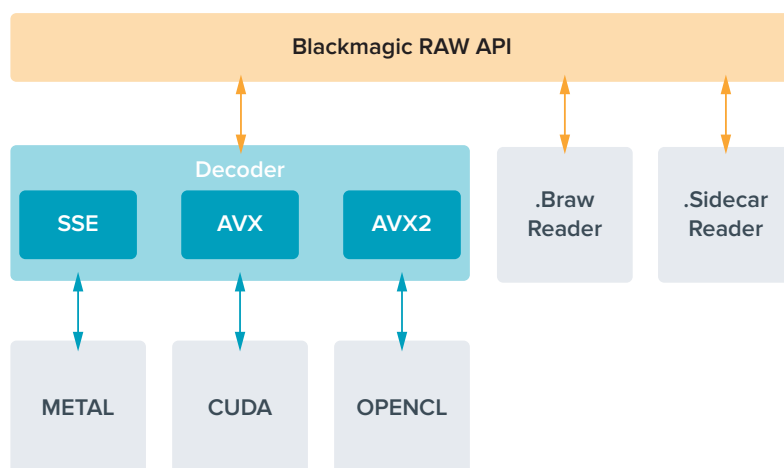 Blackmagic RAW API
Decoder
SSE
AVX
AVX2
.Braw
Reader
.Sidecar
Reader
METAL
CUDA
OPENCL